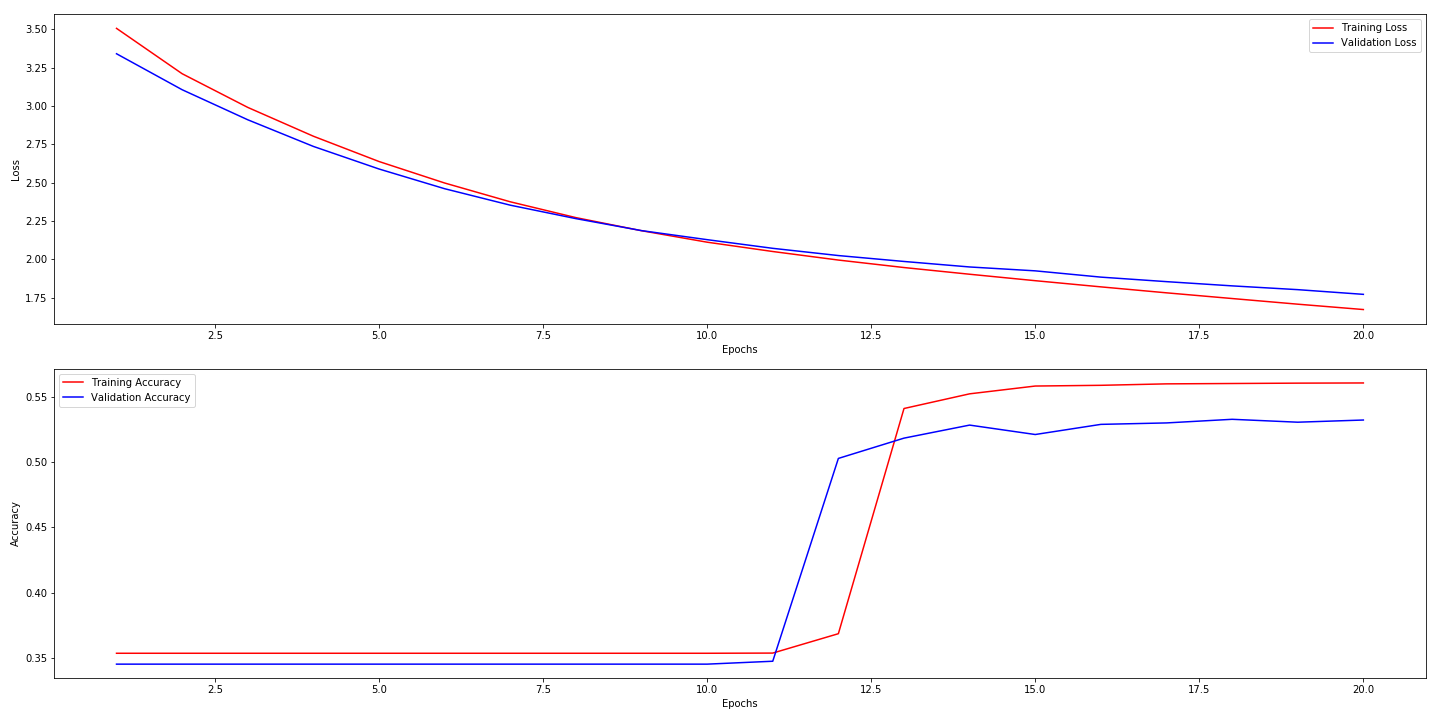 3.50
3.25
3.00
2.75
2.50
2.25
2.00
1.75
Loss
Training Loss
Validation Loss
2.5 5.0 7.5 10.0 12.5 15.0 17.5 20.0
Epochs
0.55
0.50
0.45
0.40
0.35
Accuracy
Training Accuracy
Validation Accuracy
2.5 5.0 7.5 10.0 12.5 15.0 17.5 20.0
Epochs